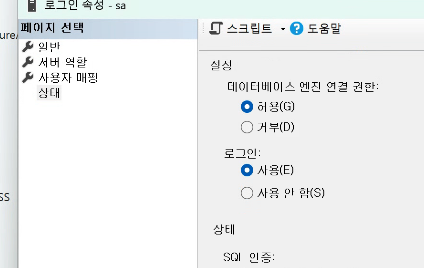 로그인 속성 - sa
페이지 선택
일반
서버 역할
사용자 매핑
상태
스크립트
도움말
설정
데이터베이스 엔진 연결 권한:
허용(G)
거부(D)
로그인:
사용(E)
사용 안 함(S)
상태
SQL 인증:
ure/
SS